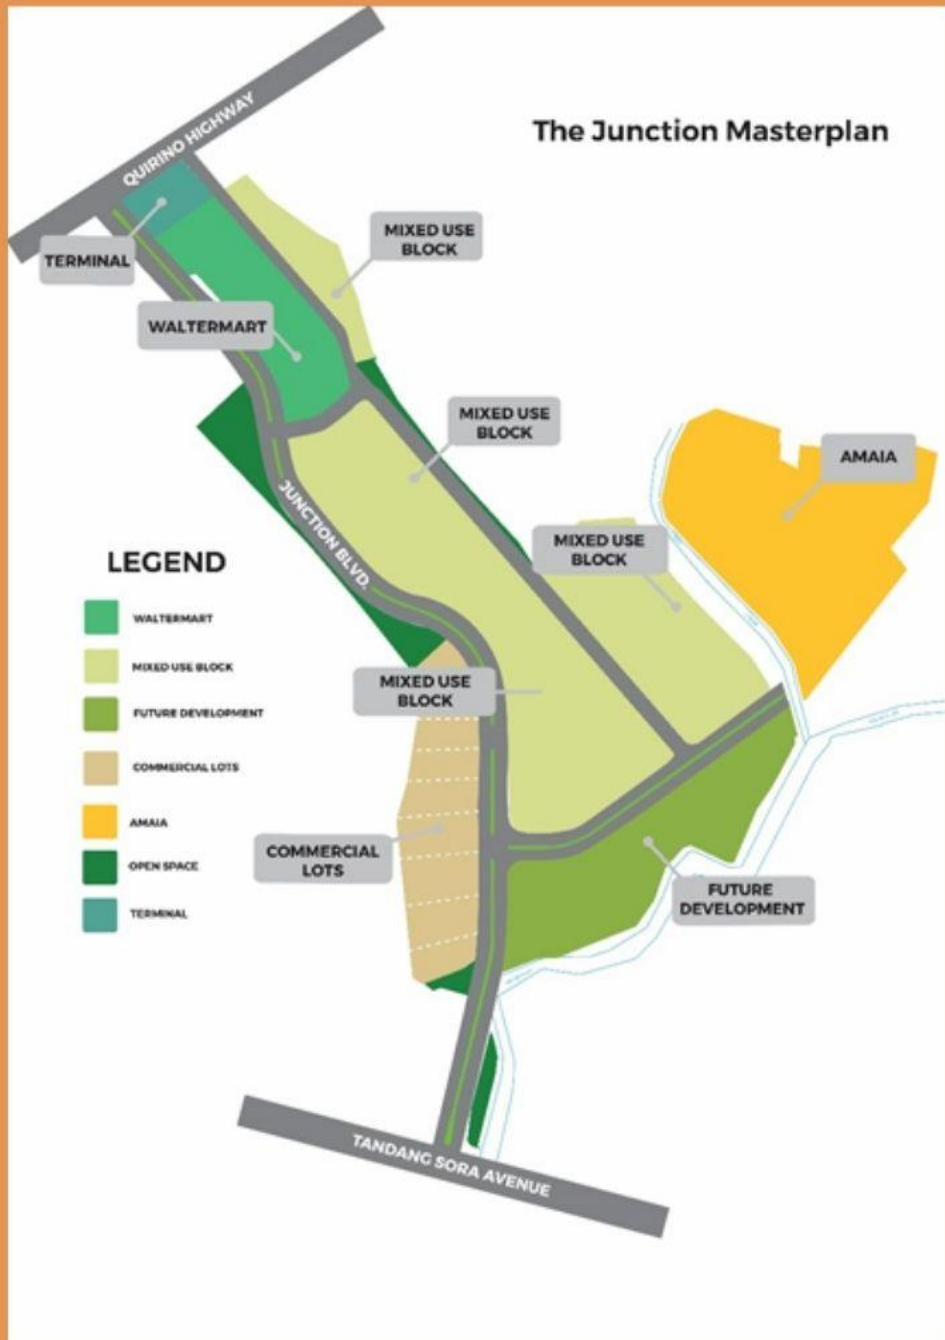 The Junction Masterplan
QUIRINO HIGHWAY
TERMINAL
MIXED USE
BLOCK
WALTERMART
MIXED USE
BLOCK
AMAIA
MIXED USE
BLOCK
JUNCTION BLVD.
LEGEND
WALTERMART
MIXED USE BLOCK
FUTURE DEVELOPMENT
COMMERCIAL LOTS
AMAIA
OPEN SPACE
TERMINAL
MIXED USE
BLOCK
COMMERCIAL
LOTS
FUTURE
DEVELOPMENT
TANDANG SORA AVENUE